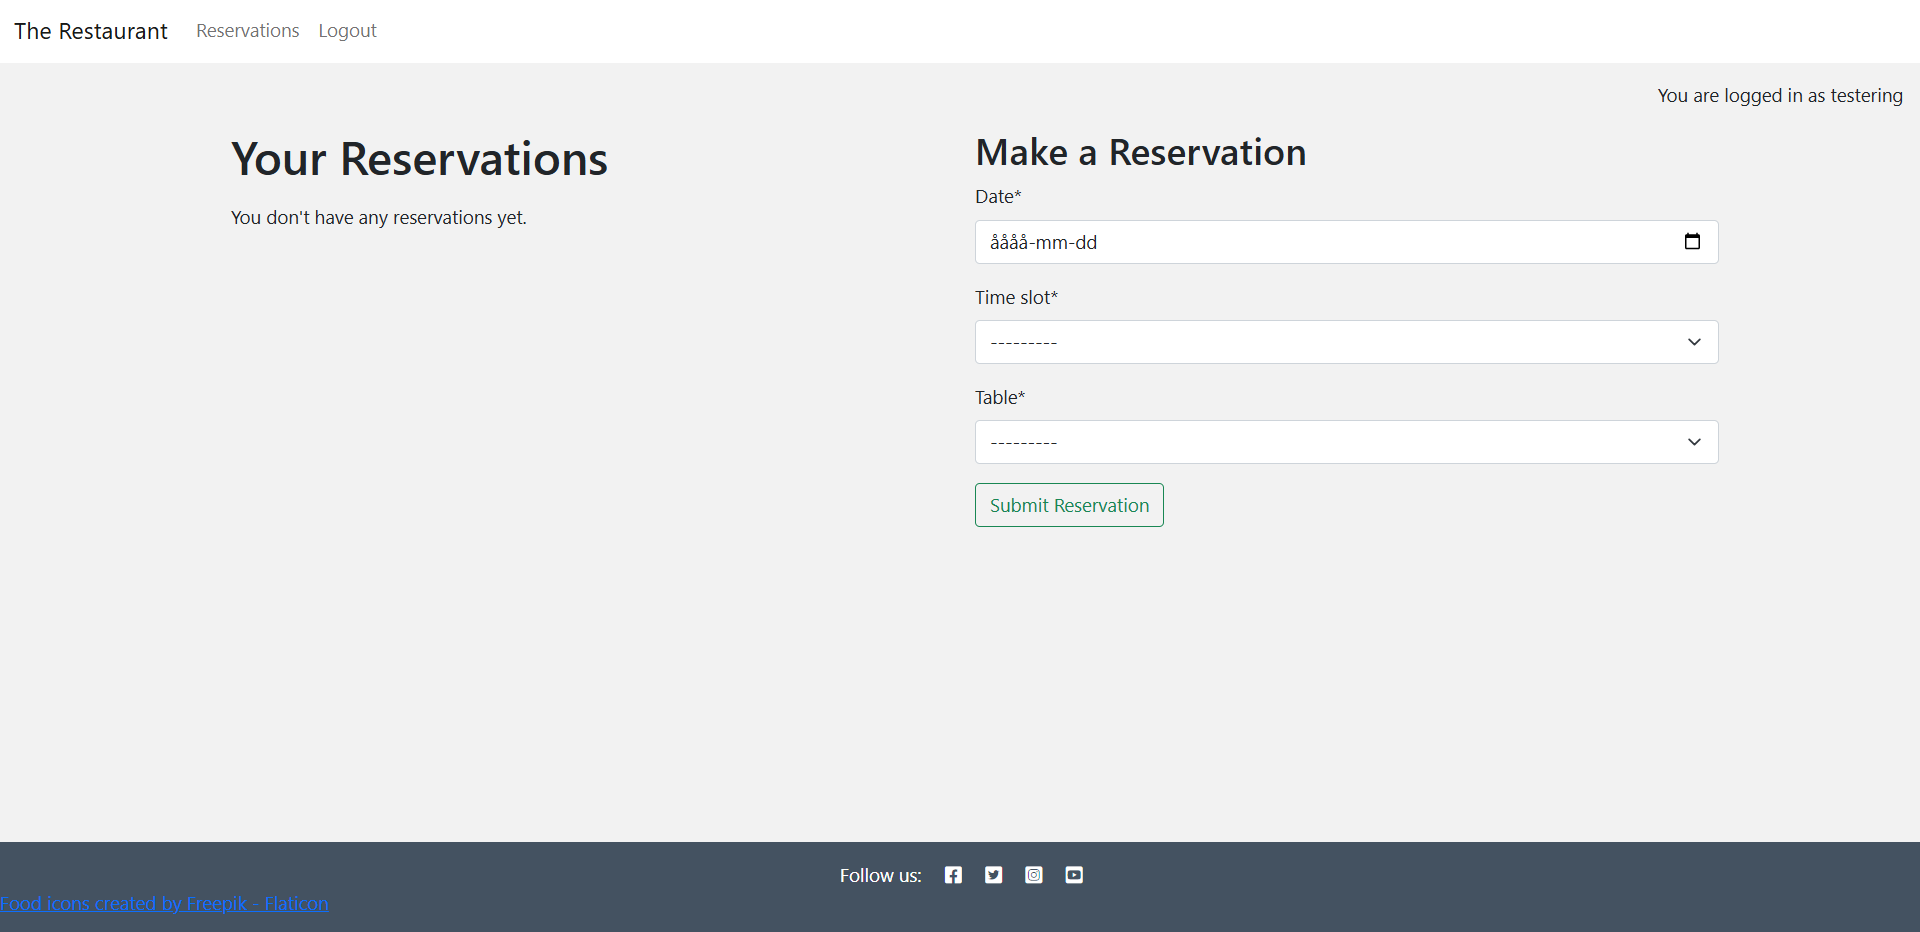 The Restaurant Reservations Logout
You are logged in as testering
Your Reservations
You don't have any reservations yet.
Make a Reservation
Date*
åååå-mm-dd
Time slot*
---------
Table*
---------
Submit Reservation
Follow us:
Food icons created by Freepik - Flaticon